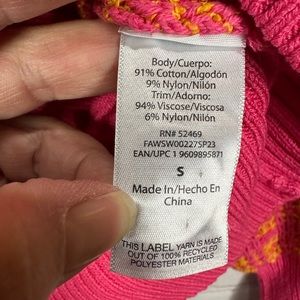 Body/Cuerpo:
91% Cotton/Algodón
9% Nylon/Nilón
Trim/Adorno:
94% Viscose/Viscosa
6% Nylon/Nilón
RN# 52469
FAWSW00227SP23
EAN/UPC 1 9609895871
S
Made In/Hecho En
China
THIS LABEL YARN IS MADE
OUT OF 100% RECYCLED
POLYESTER MATERIALS